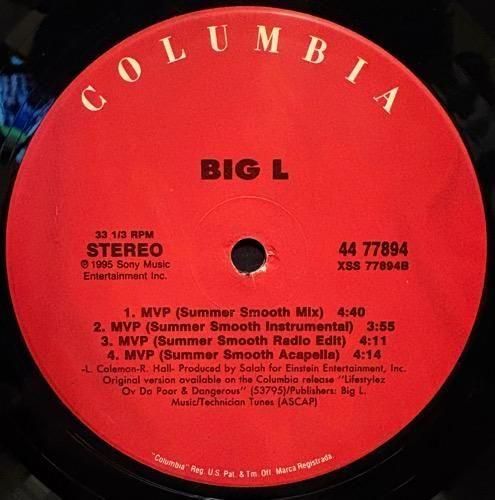 COLUMBIA
BIG L
33 1/3 RPM
STEREO
℗ 1995 Sony Music
Entertainment Inc.
44 77894
XSS 77894B
1. MVP (Summer Smooth Mix) 4:40
2. MVP (Summer Smooth Instrumental) 3:55
3. MVP (Summer Smooth Radio Edit) 4:11
4. MVP (Summer Smooth Acapella) 4:14
-L. Coleman-R. Hall- Produced by Salah for Einstein Entertainment, Inc.
Original version available on the Columbia release "Lifestylez
Ov Da Poor & Dangerous" (53795)/Publishers: Big L.
Music/Technician Tunes (ASCAP)
"Columbia" Reg. U.S. Pat. & Tm. Off. Marca Registrada.